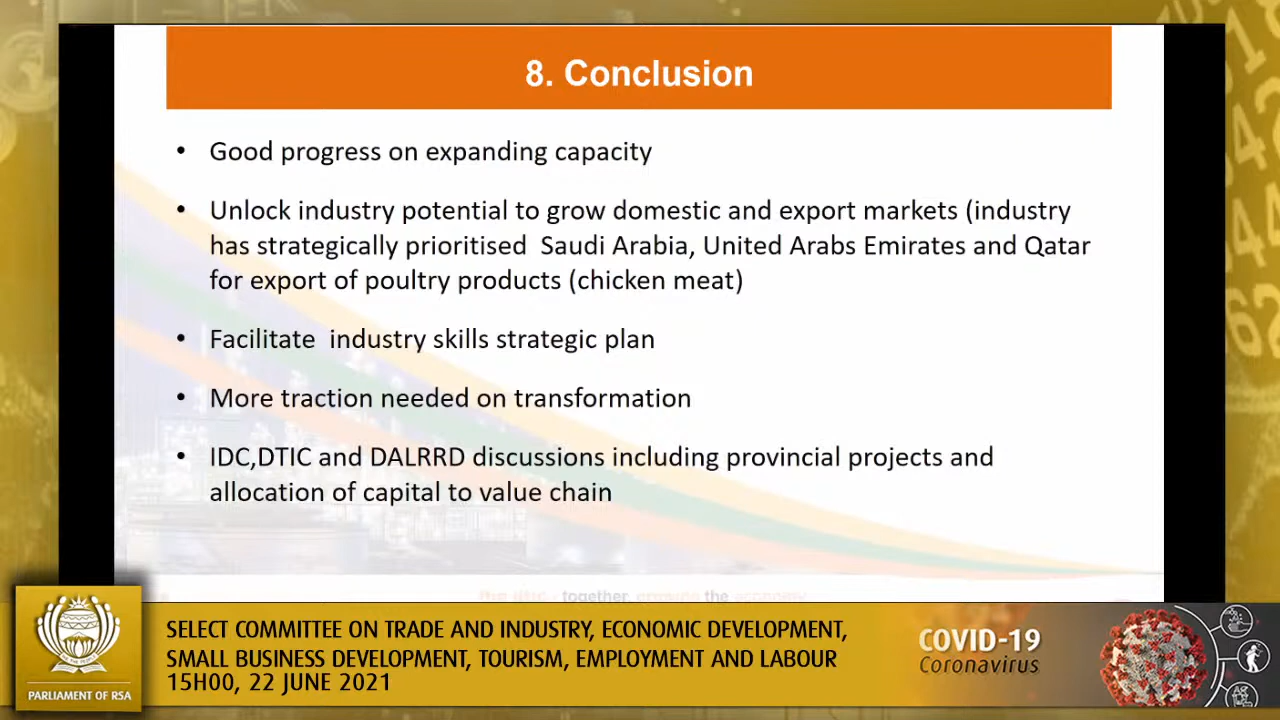 8. Conclusion
• Good progress on expanding capacity
• Unlock industry potential to grow domestic and export markets (industry
has strategically prioritised  Saudi Arabia, United Arabs Emirates and Qatar
for export of poultry products (chicken meat)
• Facilitate  industry skills strategic plan
• More traction needed on transformation
• IDC,DTIC and DALRRD discussions including provincial projects and
allocation of capital to value chain
together, growing the economy
SELECT COMMITTEE ON TRADE AND INDUSTRY, ECONOMIC DEVELOPMENT,
SMALL BUSINESS DEVELOPMENT, TOURISM, EMPLOYMENT AND LABOUR
15H00, 22 JUNE 2021
PARLIAMENT OF RSA
COVID-19
Coronavirus